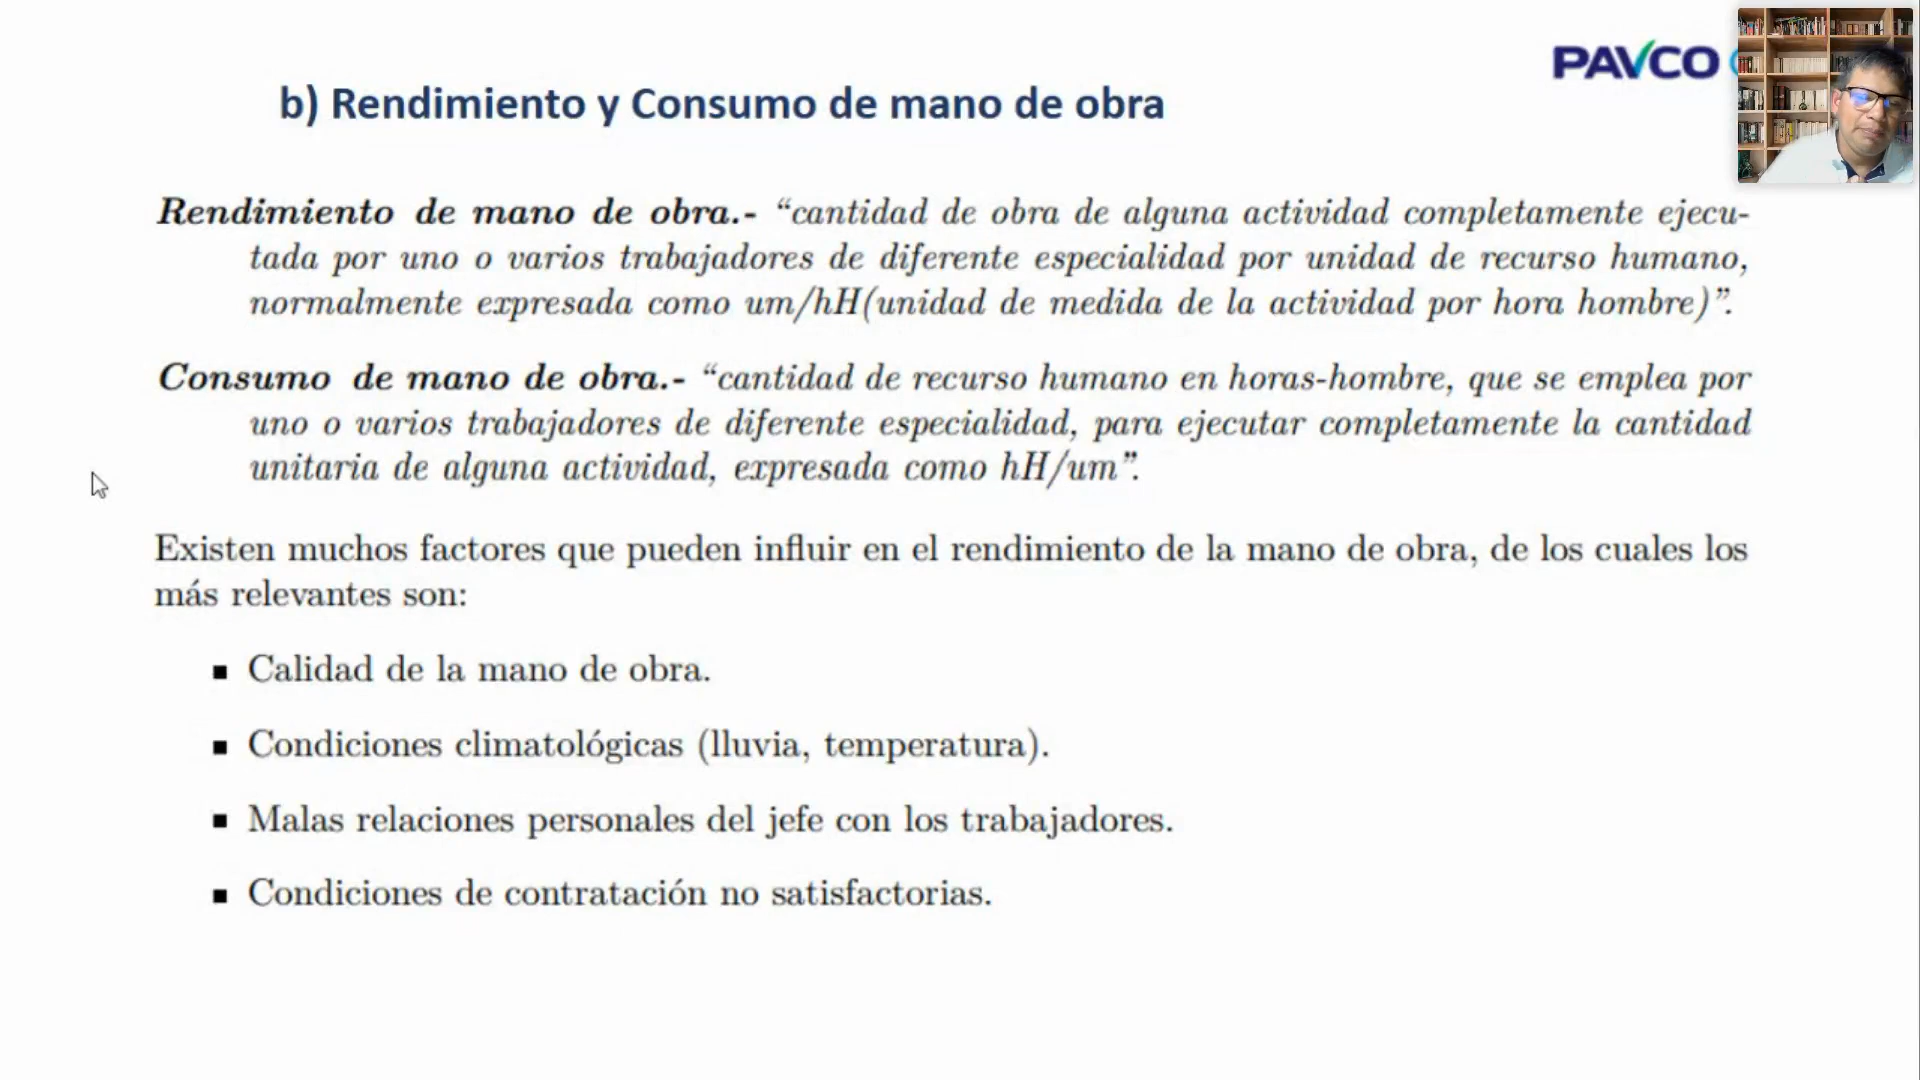 PAVCO
b) Rendimiento y Consumo de mano de obra
Rendimiento de mano de obra.- “cantidad de obra de alguna actividad completamente ejecu-
tada por uno o varios trabajadores de diferente especialidad por unidad de recurso humano,
normalmente expresada como um/hH(unidad de medida de la actividad por hora hombre)”.
Consumo de mano de obra.- “cantidad de recurso humano en horas-hombre, que se emplea por
uno o varios trabajadores de diferente especialidad, para ejecutar completamente la cantidad
unitaria de alguna actividad, expresada como hH/um”.
Existen muchos factores que pueden influir en el rendimiento de la mano de obra, de los cuales los
más relevantes son:
▪ Calidad de la mano de obra.
▪ Condiciones climatológicas (lluvia, temperatura).
▪ Malas relaciones personales del jefe con los trabajadores.
▪ Condiciones de contratación no satisfactorias.